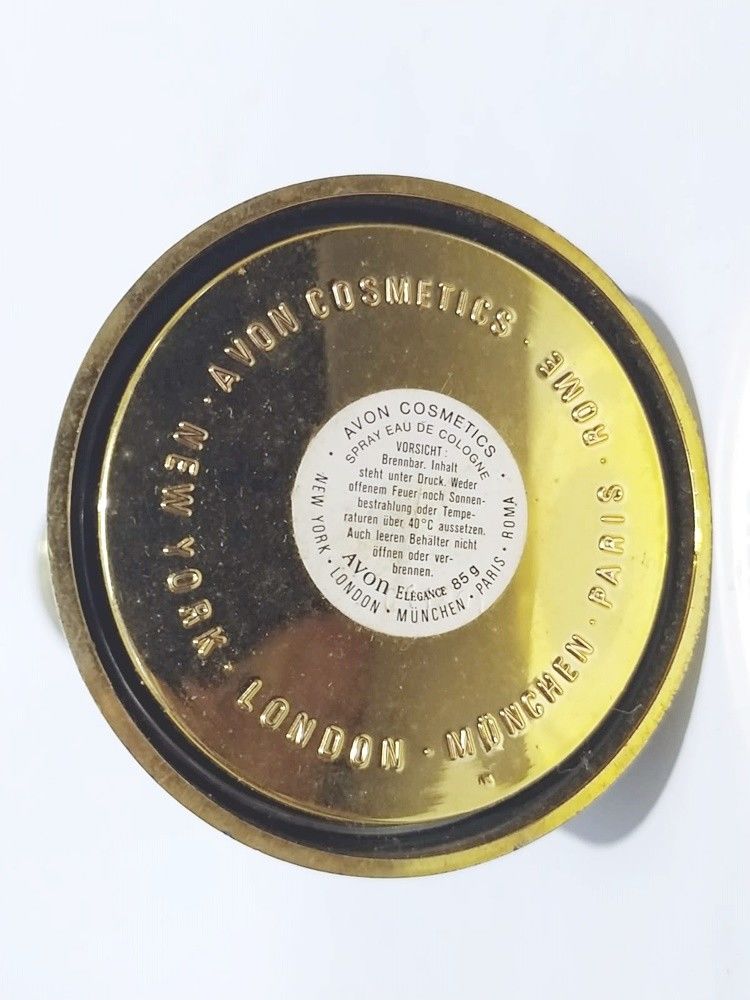 · AVON COSMETICS ·
NEW YORK · LONDON · MÜNCHEN · PARIS · ROME
· AVON COSMETICS ·
SPRAY EAU DE COLOGNE
VORSICHT:
Brennbar. Inhalt
steht unter Druck. Weder
offenem Feuer noch Sonnen-
bestrahlung oder Tempe-
raturen über 40°C aussetzen.
Auch leeren Behälter nicht
öffnen oder ver-
brennen.
Avon ELÉGANCE 85 g
NEW YORK · LONDON · MÜNCHEN · PARIS · ROMA